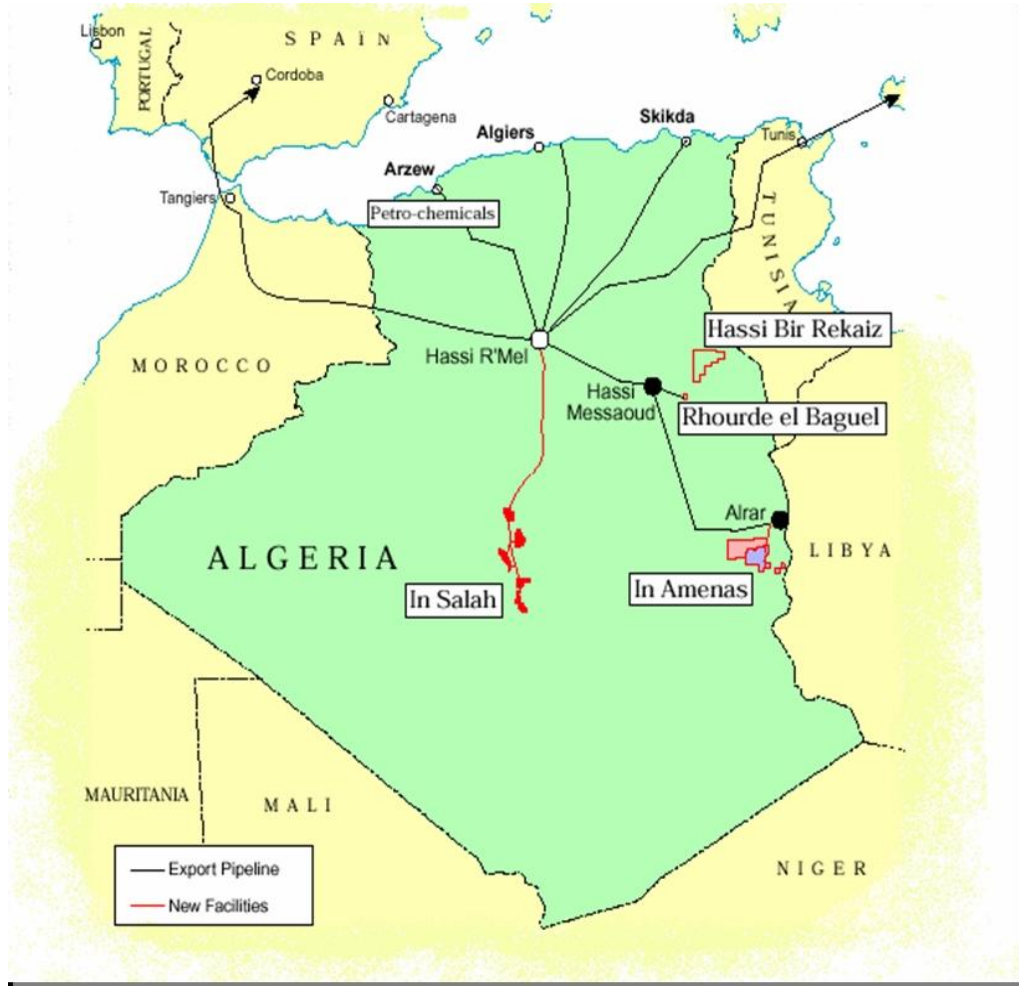 Lisbon
PORTUGAL
SPAIN
Cordoba
Cartagena
Algiers
Skikda
Tunis
Arzew
Tangiers
Petro-chemicals
TUNISIA
Hassi Bir Rekaiz
Hassi R'Mel
MOROCCO
Hassi
Messaoud
Rhourde el Baguel
Alrar
ALGERIA
LIBYA
In Salah
In Amenas
MAURITANIA
MALI
NIGER
Export Pipeline
New Facilities